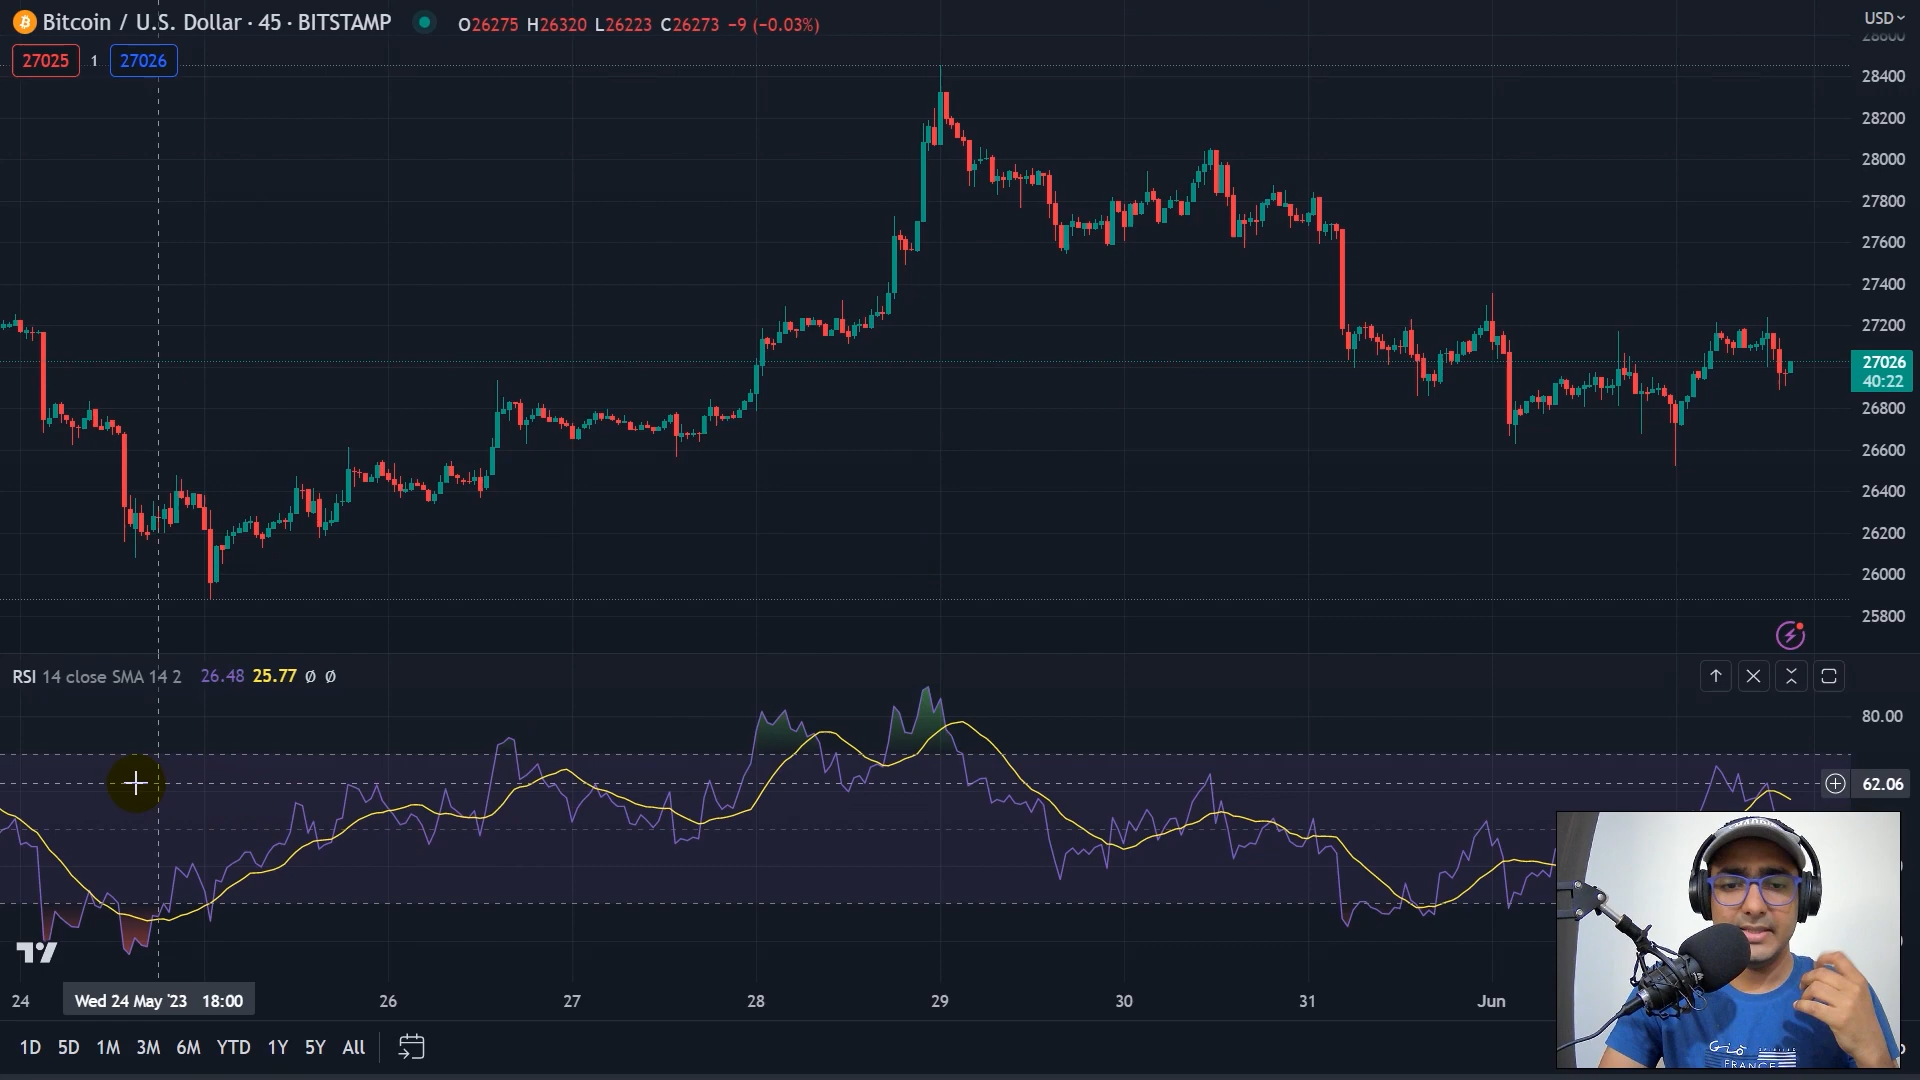 Bitcoin / U.S. Dollar · 45 · BITSTAMP O26275 H26320 L26223 C26273 −9 (−0.03%)
USD
28600
27025 1 27026
28400
28200
28000
27800
27600
27400
27200
27026
40:22
26800
26600
26400
26200
26000
25800
RSI 14 close SMA 14 2 26.48 25.77 Ø Ø
80.00
62.06
24 Wed 24 May '23 18:00 26 27 28 29 30 31 Jun
1D 5D 1M 3M 6M YTD 1Y 5Y All
Giò
FRANCE